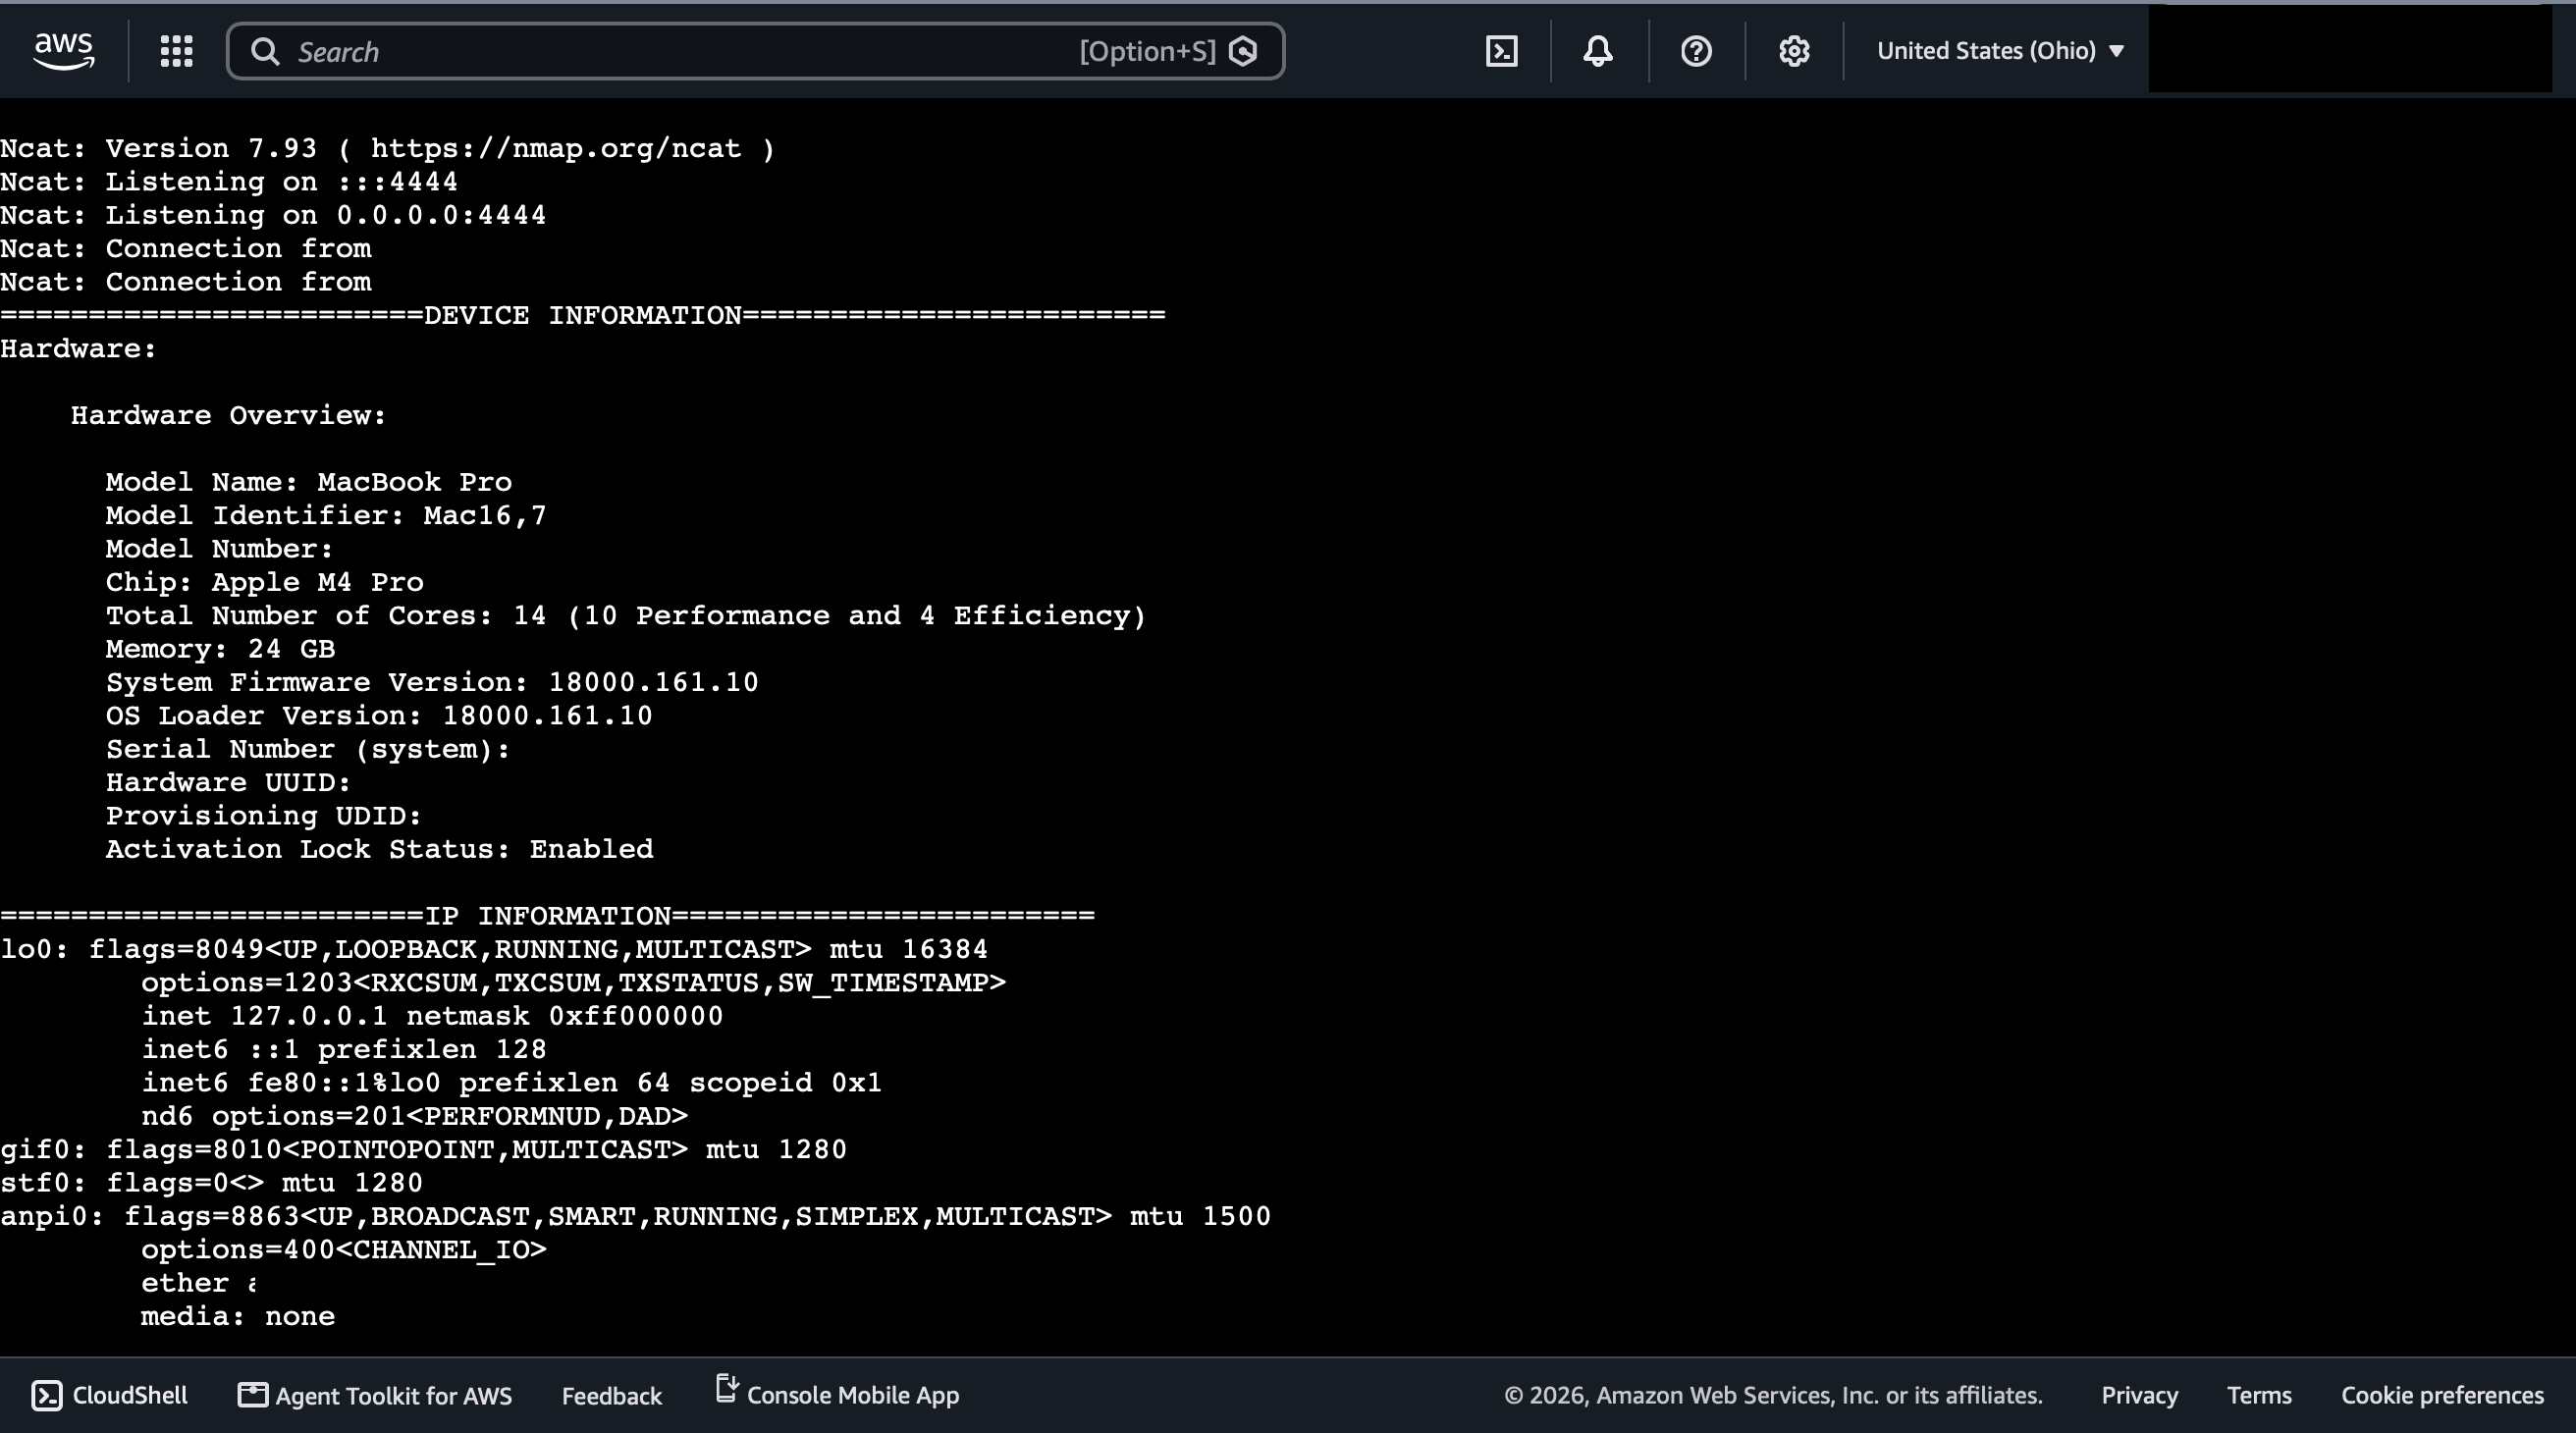 aws
Search [Option+S]
United States (Ohio)
Ncat: Version 7.93 ( https://nmap.org/ncat )
Ncat: Listening on :::4444
Ncat: Listening on 0.0.0.0:4444
Ncat: Connection from
Ncat: Connection from
========================DEVICE INFORMATION========================
Hardware:
Hardware Overview:
Model Name: MacBook Pro
Model Identifier: Mac16,7
Model Number:
Chip: Apple M4 Pro
Total Number of Cores: 14 (10 Performance and 4 Efficiency)
Memory: 24 GB
System Firmware Version: 18000.161.10
OS Loader Version: 18000.161.10
Serial Number (system):
Hardware UUID:
Provisioning UDID:
Activation Lock Status: Enabled
========================IP INFORMATION========================
lo0: flags=8049<UP,LOOPBACK,RUNNING,MULTICAST> mtu 16384
options=1203<RXCSUM,TXCSUM,TXSTATUS,SW_TIMESTAMP>
inet 127.0.0.1 netmask 0xff000000
inet6 ::1 prefixlen 128
inet6 fe80::1%lo0 prefixlen 64 scopeid 0x1
nd6 options=201<PERFORMNUD,DAD>
gif0: flags=8010<POINTOPOINT,MULTICAST> mtu 1280
stf0: flags=0<> mtu 1280
anpi0: flags=8863<UP,BROADCAST,SMART,RUNNING,SIMPLEX,MULTICAST> mtu 1500
options=400<CHANNEL_IO>
ether
media: none
CloudShell Agent Toolkit for AWS Feedback Console Mobile App © 2026, Amazon Web Services, Inc. or its affiliates. Privacy Terms Cookie preferences